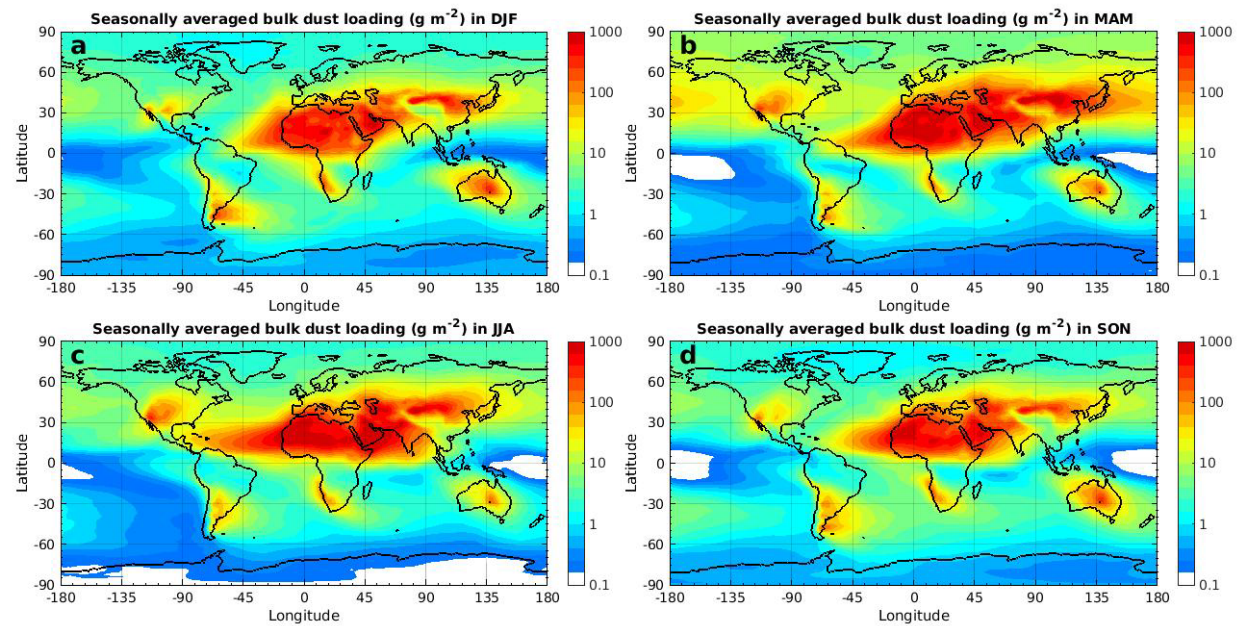 Seasonally averaged bulk dust loading (g m⁻²) in DJF
a
90
60
30
0
-30
-60
-90
Latitude
-180 -135 -90 -45 0 45 90 135 180
Longitude
1000
100
10
1
0.1
Seasonally averaged bulk dust loading (g m⁻²) in MAM
b
90
60
30
0
-30
-60
-90
Latitude
-180 -135 -90 -45 0 45 90 135 180
Longitude
1000
100
10
1
0.1
Seasonally averaged bulk dust loading (g m⁻²) in JJA
c
90
60
30
0
-30
-60
-90
Latitude
-180 -135 -90 -45 0 45 90 135 180
Longitude
1000
100
10
1
0.1
Seasonally averaged bulk dust loading (g m⁻²) in SON
d
90
60
30
0
-30
-60
-90
Latitude
-180 -135 -90 -45 0 45 90 135 180
Longitude
1000
100
10
1
0.1